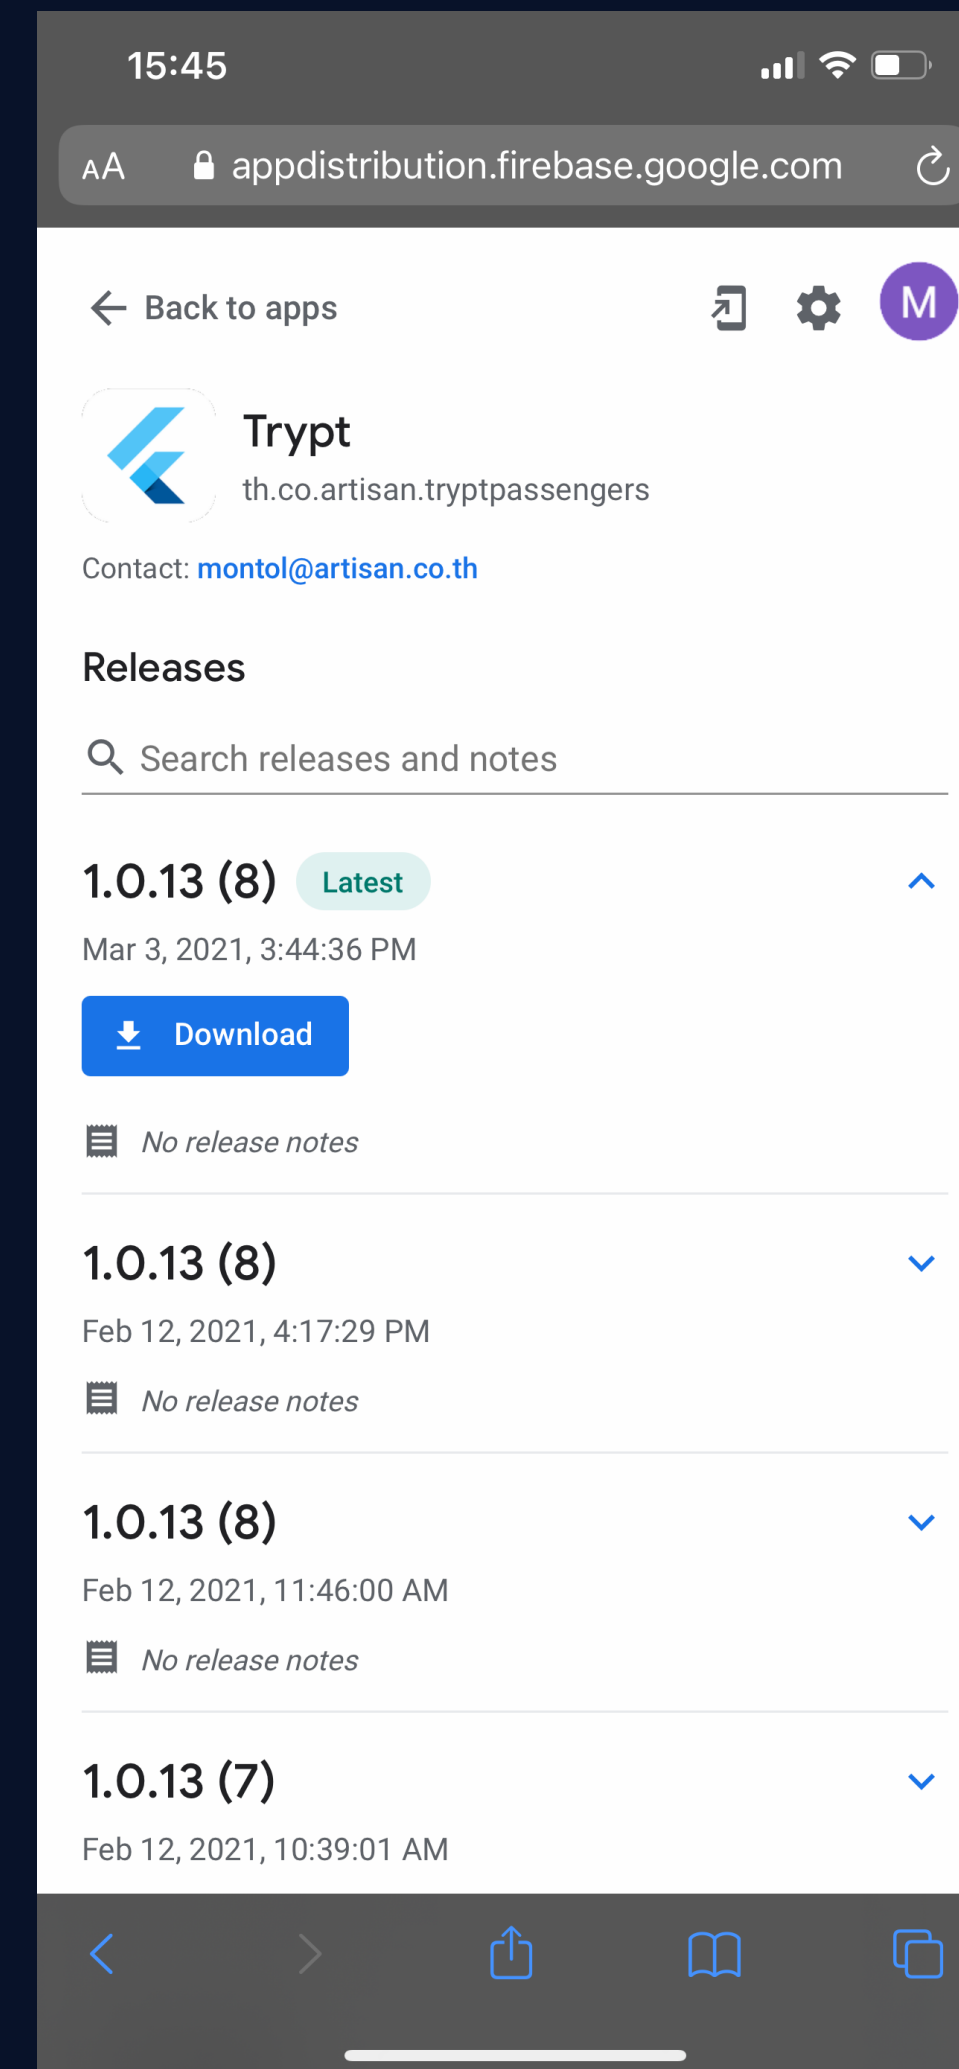 15:45
AA appdistribution.firebase.google.com
Back to apps
M
Trypt
th.co.artisan.tryptpassengers
Contact: montol@artisan.co.th
Releases
Search releases and notes
1.0.13 (8) Latest
Mar 3, 2021, 3:44:36 PM
Download
No release notes
1.0.13 (8)
Feb 12, 2021, 4:17:29 PM
No release notes
1.0.13 (8)
Feb 12, 2021, 11:46:00 AM
No release notes
1.0.13 (7)
Feb 12, 2021, 10:39:01 AM